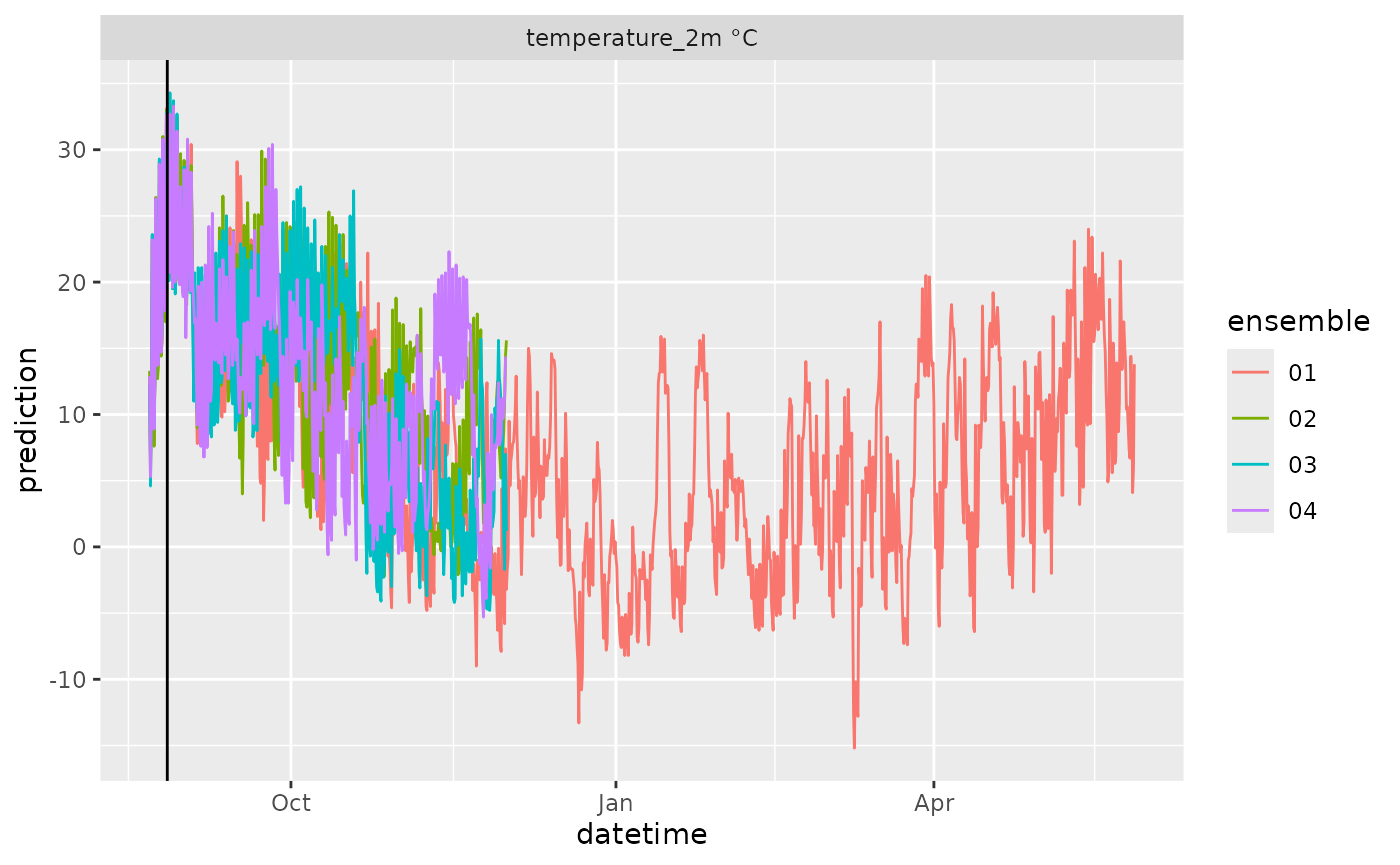 temperature_2m °C
30
20
10
0
-10
prediction
Oct
Jan
Apr
datetime
ensemble
01
02
03
04